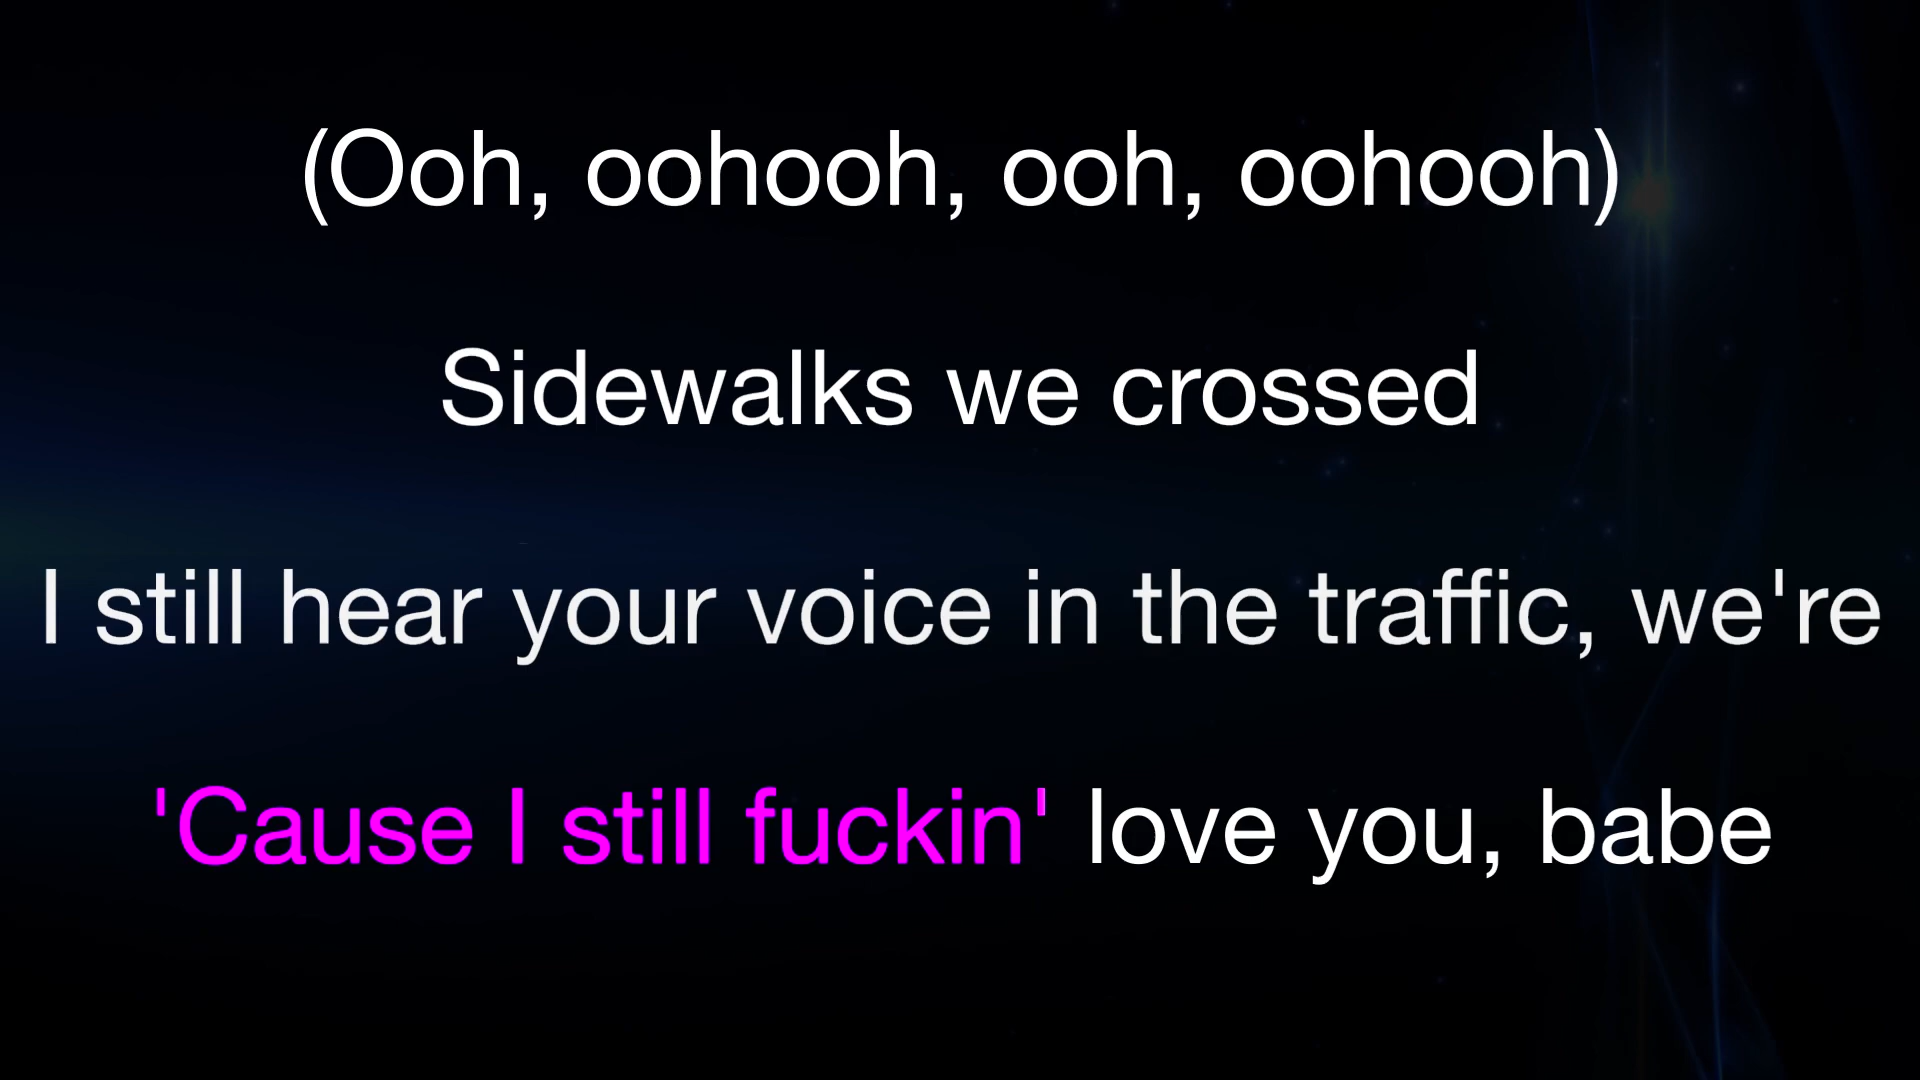 (Ooh, oohooh, ooh, oohooh)
Sidewalks we crossed
I still hear your voice in the traffic, we're
'Cause I still fuckin' love you, babe